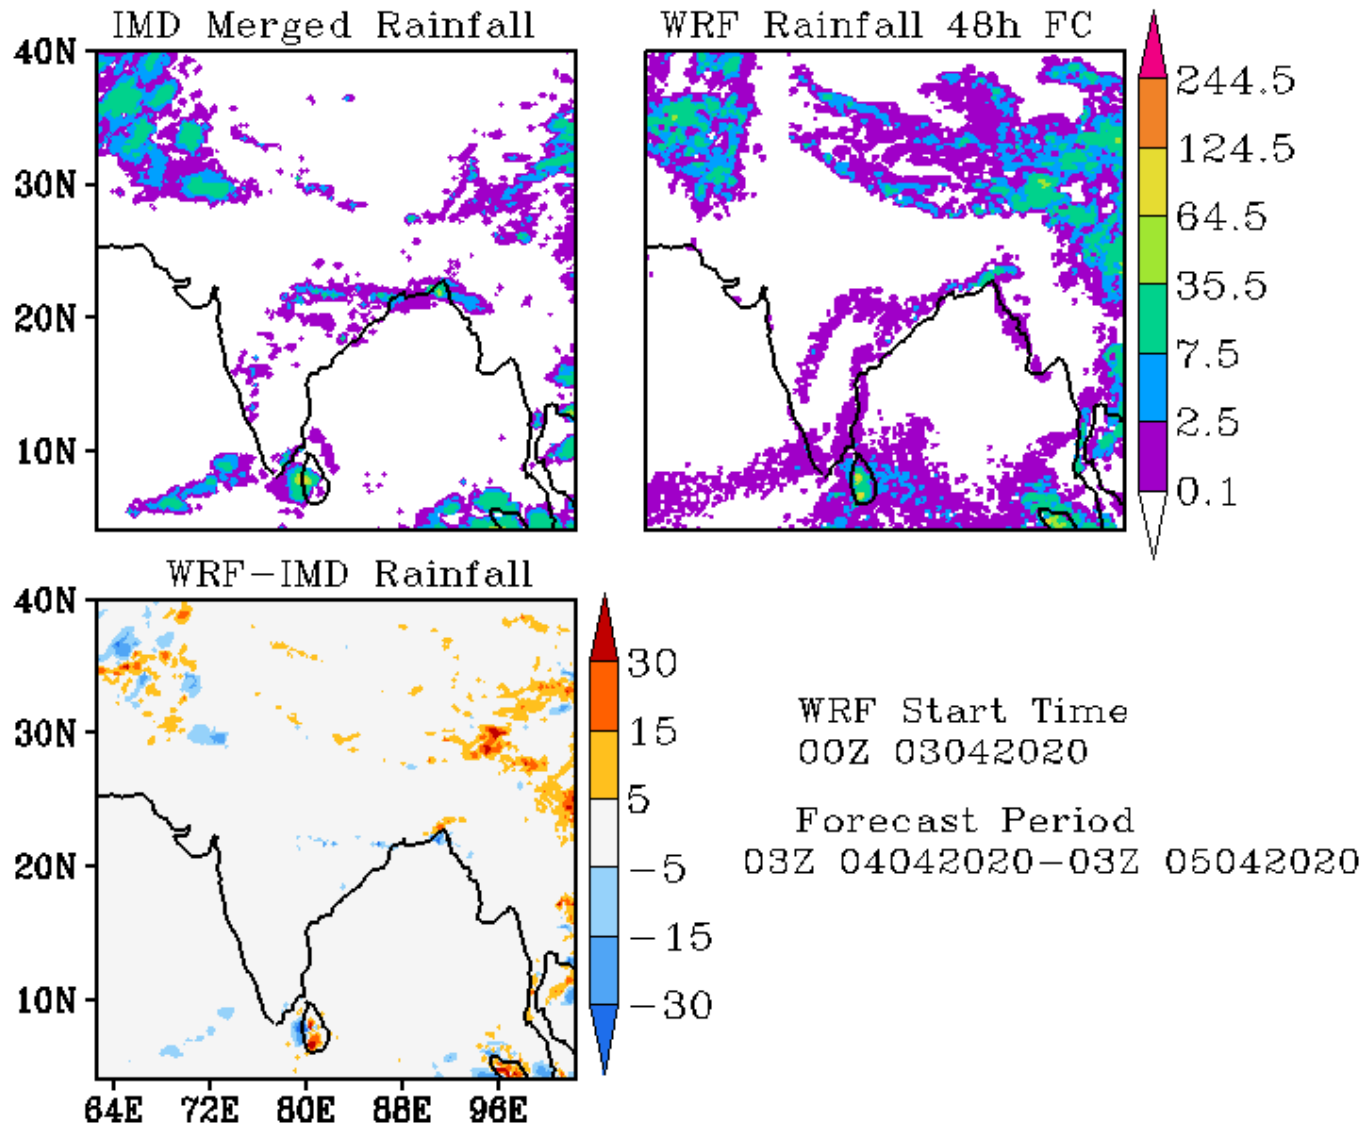 IMD Merged Rainfall
WRF Rainfall 48h FC
40N
30N
20N
10N
244.5
124.5
64.5
35.5
7.5
2.5
0.1
WRF-IMD Rainfall
40N
30N
20N
10N
64E 72E 80E 88E 96E
30
15
5
-5
-15
-30
WRF Start Time
00Z 03042020
Forecast Period
03Z 04042020-03Z 05042020